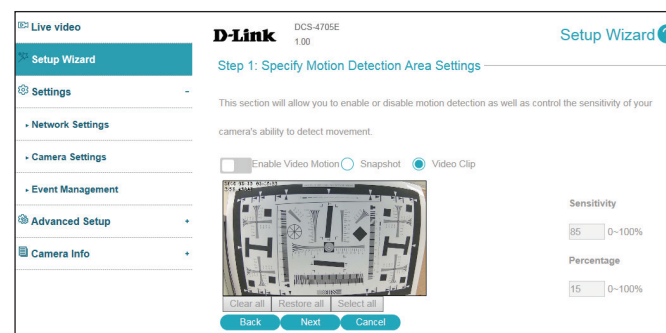 Live video
Setup Wizard
Settings -
Network Settings
Camera Settings
Event Management
Advanced Setup +
Camera Info +
D-Link
DCS-4705E
1.00
Setup Wizard
Step 1: Specify Motion Detection Area Settings
This section will allow you to enable or disable motion detection as well as control the sensitivity of your
camera's ability to detect movement.
Enable Video Motion Snapshot Video Clip
Sensitivity
85 0~100%
Percentage
15 0~100%
Clear all Restore all Select all
Back Next Cancel